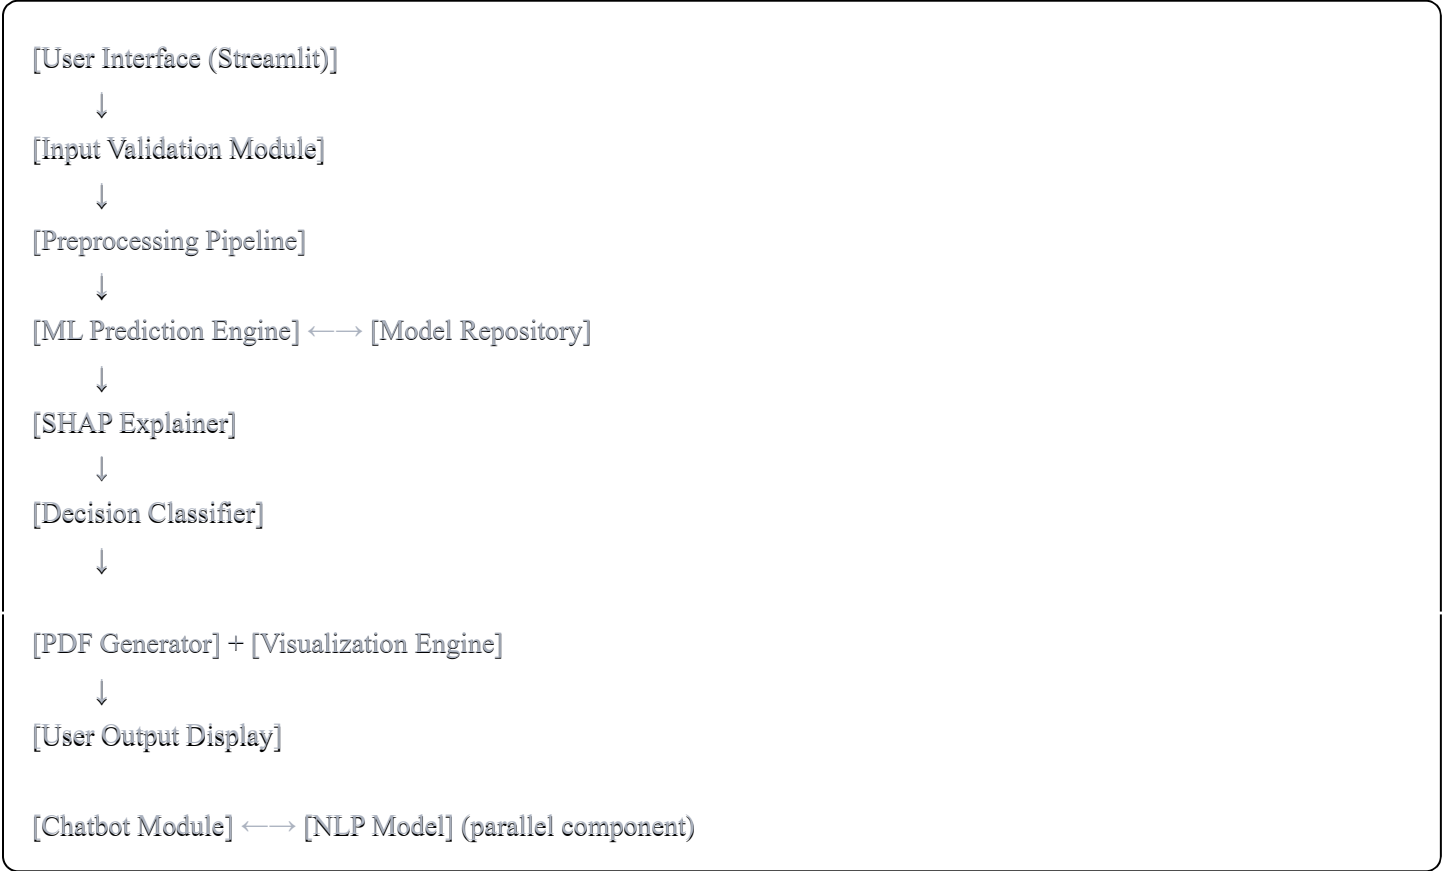 [User Interface (Streamlit)]
↓
[Input Validation Module]
↓
[Preprocessing Pipeline]
↓
[ML Prediction Engine] ←→ [Model Repository]
↓
[SHAP Explainer]
↓
[Decision Classifier]
↓
[PDF Generator] + [Visualization Engine]
↓
[User Output Display]
[Chatbot Module] ←→ [NLP Model] (parallel component)